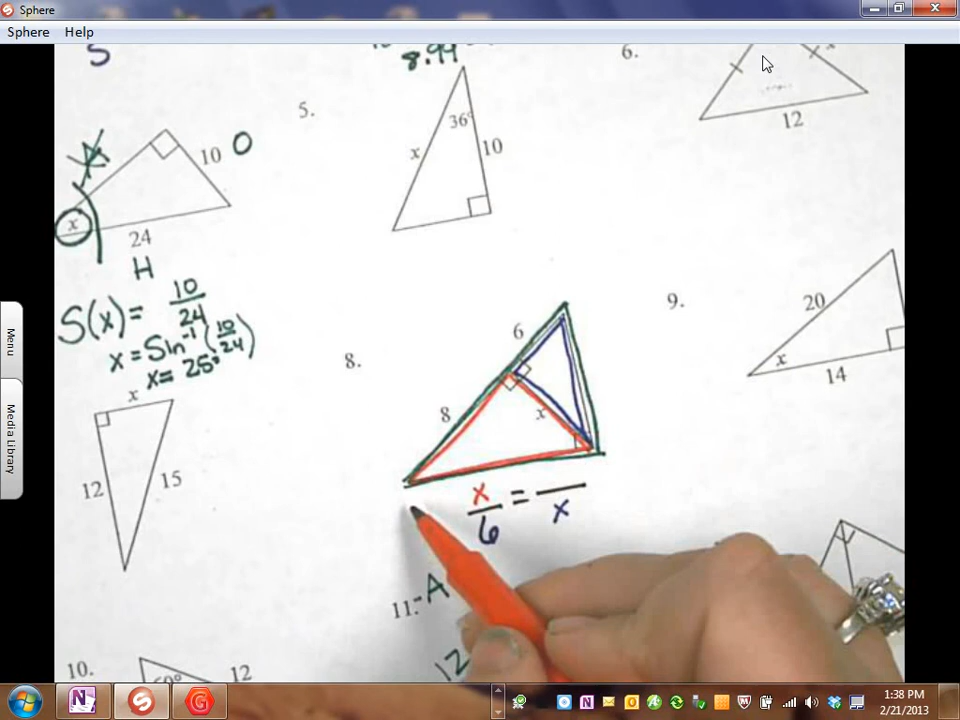 Sphere
Sphere Help
S
8.99
6.
12
5.
36°
x
10
10 O
x
24
H
S(x) = 10/24
x = Sin⁻¹(10/24)
x = 25°
x
12
15
8.
6
8
x
x/6 = /x
9.
20
x
14
11.
A
12
10.
60°
12
Menu
Media Library
1:38 PM
2/21/2013